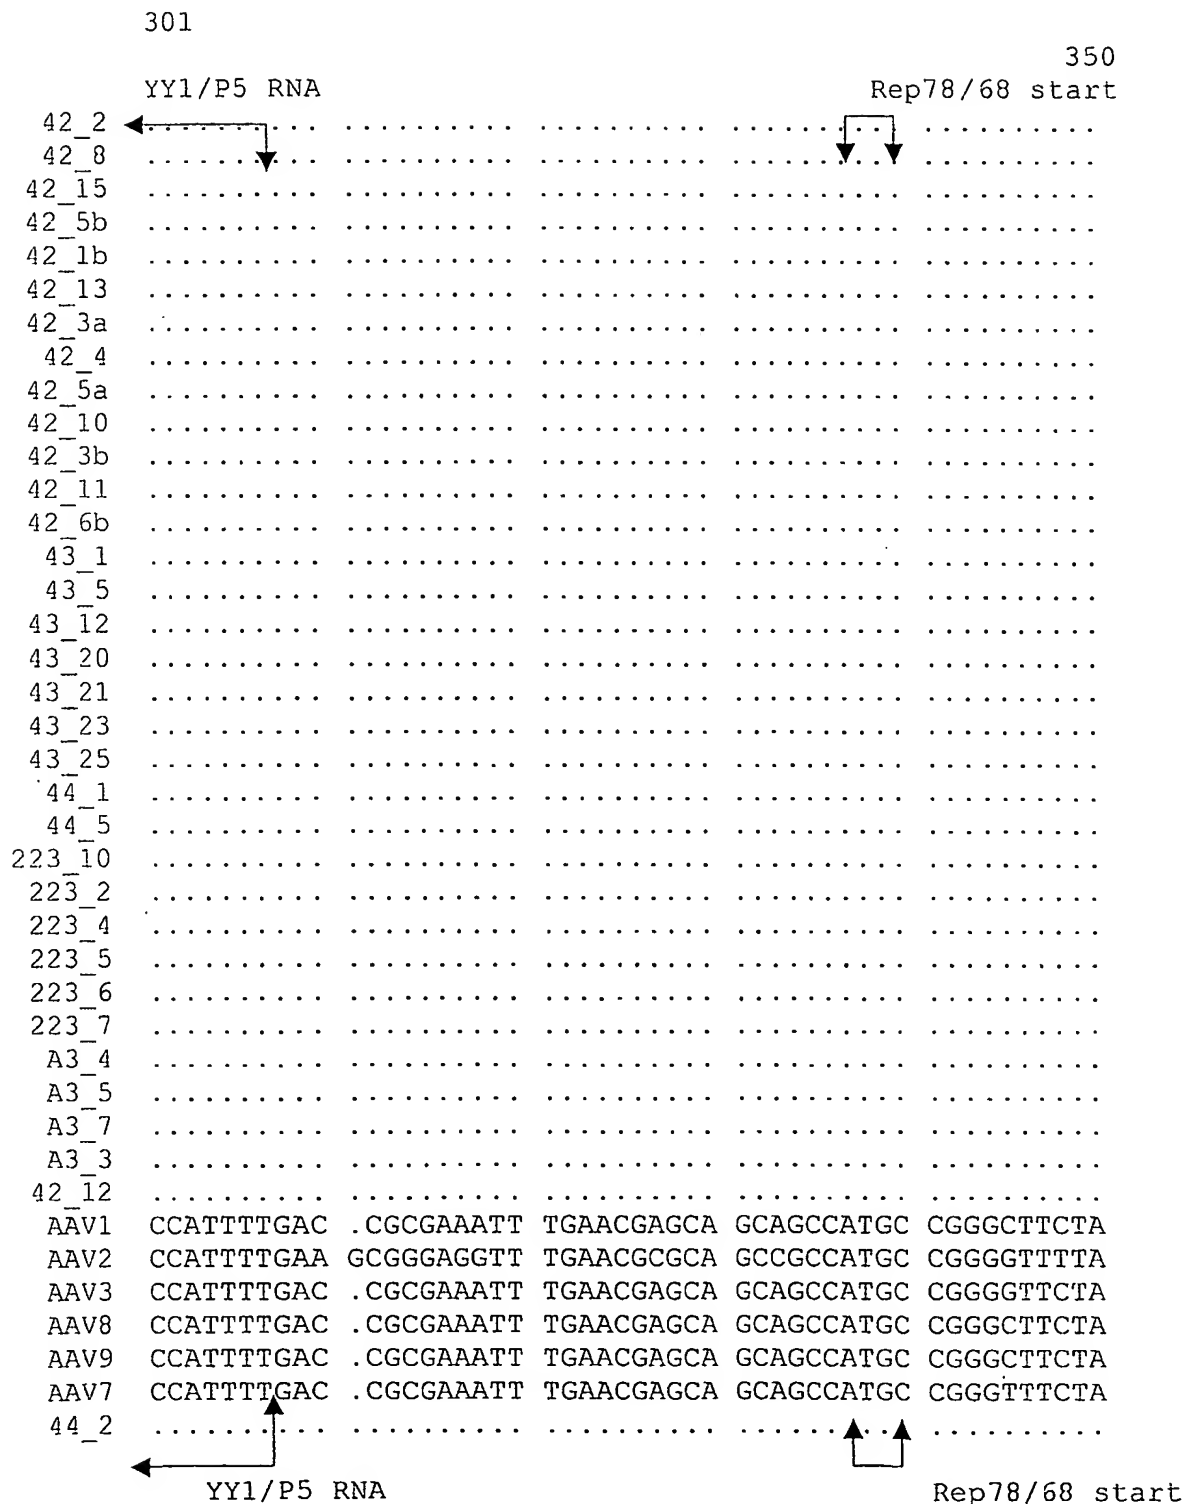 301
350
YY1/P5 RNA Rep78/68 start
42_2 .......... .......... .......... .......... ..........
42_8 .......... .......... .......... .......... ..........
42_15 .......... .......... .......... .......... ..........
42_5b .......... .......... .......... .......... ..........
42_1b .......... .......... .......... .......... ..........
42_13 .......... .......... .......... .......... ..........
42_3a .......... .......... .......... .......... ..........
42_4 .......... .......... .......... .......... ..........
42_5a .......... .......... .......... .......... ..........
42_10 .......... .......... .......... .......... ..........
42_3b .......... .......... .......... .......... ..........
42_11 .......... .......... .......... .......... ..........
42_6b .......... .......... .......... .......... ..........
43_1 .......... .......... .......... .......... ..........
43_5 .......... .......... .......... .......... ..........
43_12 .......... .......... .......... .......... ..........
43_20 .......... .......... .......... .......... ..........
43_21 .......... .......... .......... .......... ..........
43_23 .......... .......... .......... .......... ..........
43_25 .......... .......... .......... .......... ..........
44_1 .......... .......... .......... .......... ..........
44_5 .......... .......... .......... .......... ..........
223_10 .......... .......... .......... .......... ..........
223_2 .......... .......... .......... .......... ..........
223_4 .......... .......... .......... .......... ..........
223_5 .......... .......... .......... .......... ..........
223_6 .......... .......... .......... .......... ..........
223_7 .......... .......... .......... .......... ..........
A3_4 .......... .......... .......... .......... ..........
A3_5 .......... .......... .......... .......... ..........
A3_7 .......... .......... .......... .......... ..........
A3_3 .......... .......... .......... .......... ..........
42_12 .......... .......... .......... .......... ..........
AAV1 CCATTTTGAC .CGCGAAATT TGAACGAGCA GCAGCCATGC CGGGCTTCTA
AAV2 CCATTTTGAA GCGGGAGGTT TGAACGCGCA GCCGCCATGC CGGGGTTTTA
AAV3 CCATTTTGAC .CGCGAAATT TGAACGAGCA GCAGCCATGC CGGGGTTCTA
AAV8 CCATTTTGAC .CGCGAAATT TGAACGAGCA GCAGCCATGC CGGGCTTCTA
AAV9 CCATTTTGAC .CGCGAAATT TGAACGAGCA GCAGCCATGC CGGGCTTCTA
AAV7 CCATTTTGAC .CGCGAAATT TGAACGAGCA GCAGCCATGC CGGGTTTCTA
44_2 .......... .......... .......... .......... ..........
YY1/P5 RNA Rep78/68 start